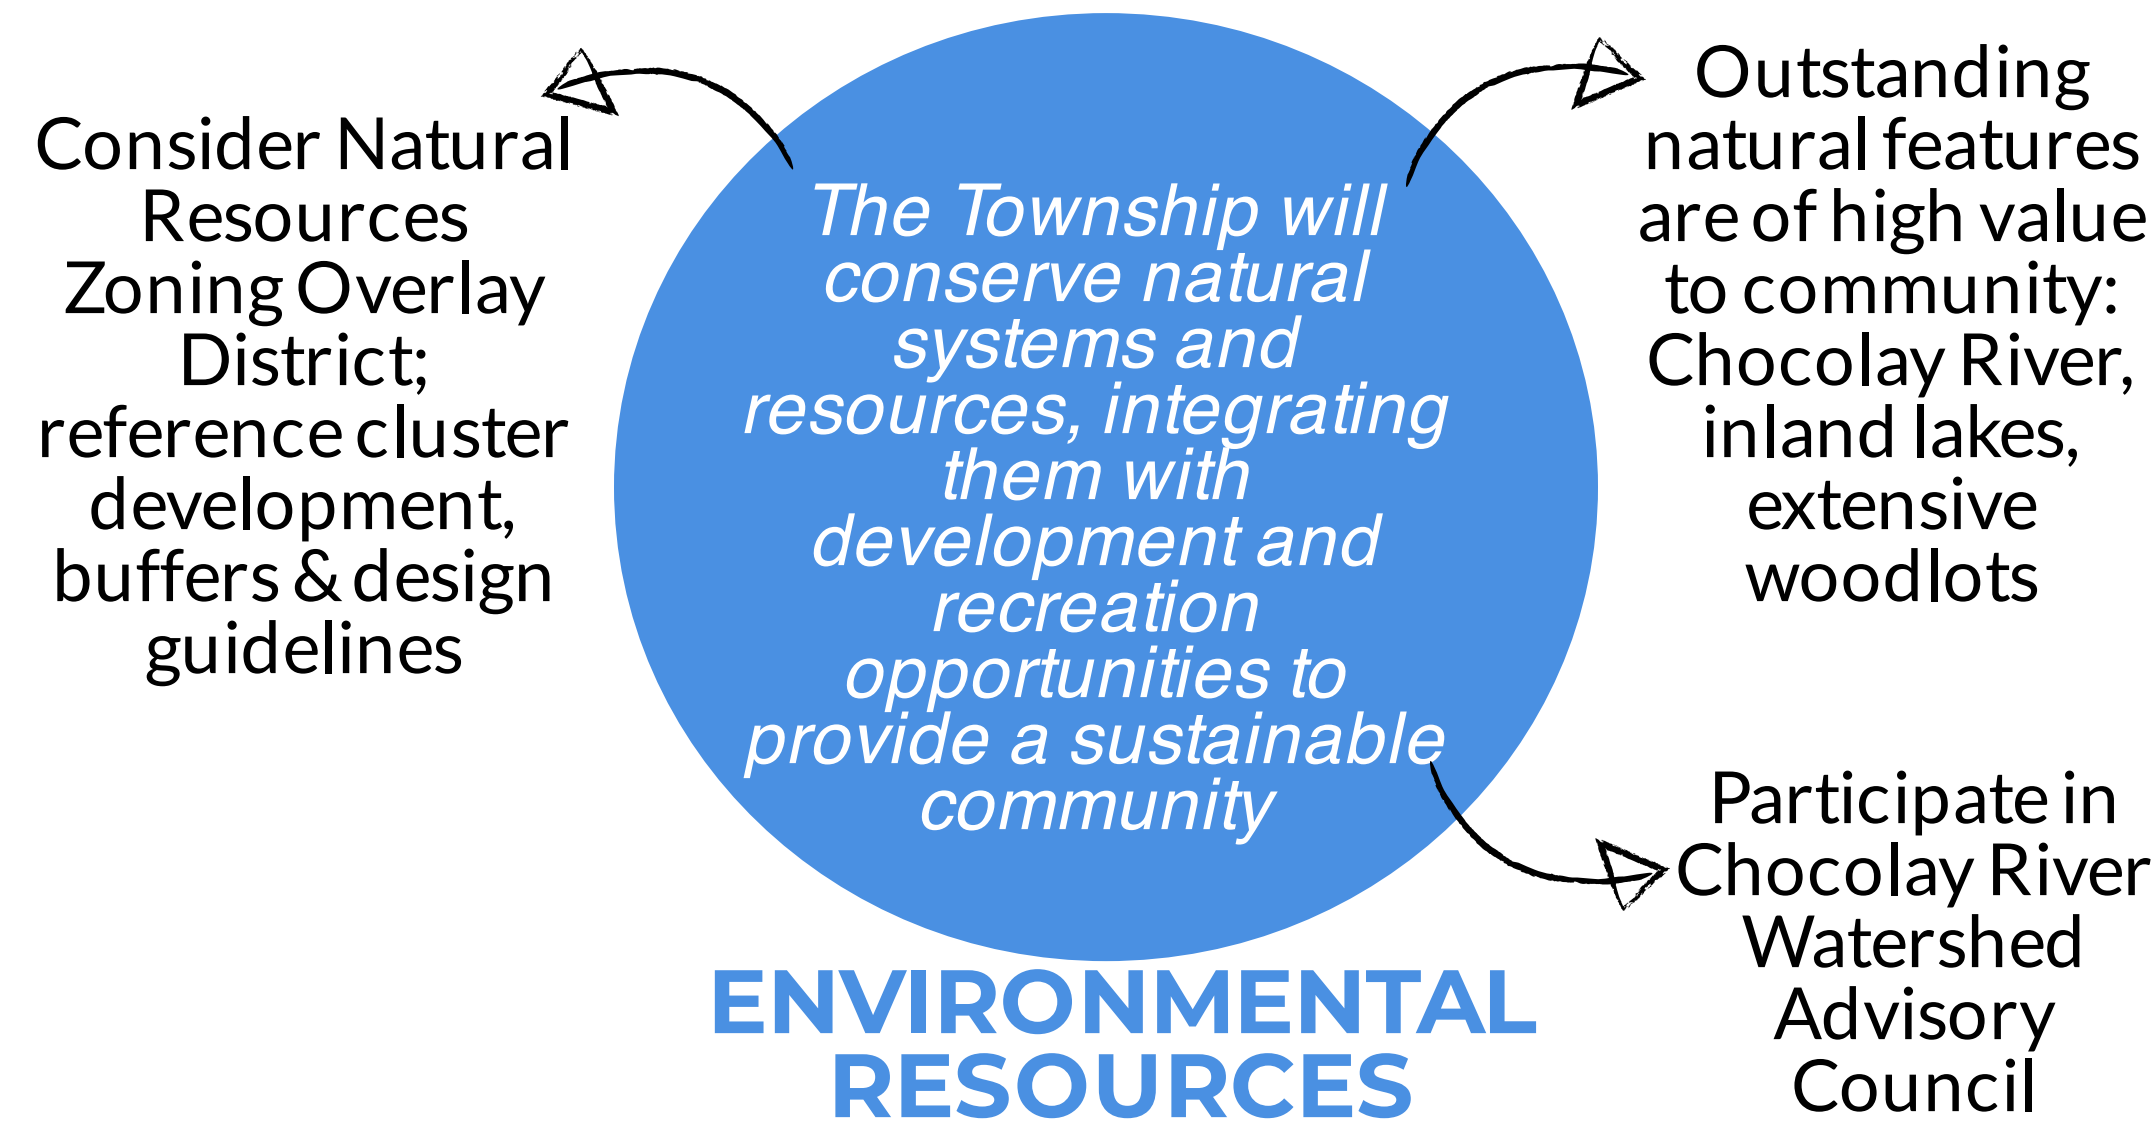 Consider Natural
Resources
Zoning Overlay
District;
reference cluster
development,
buffers & design
guidelines
The Township will
conserve natural
systems and
resources, integrating
them with
development and
recreation
opportunities to
provide a sustainable
community
Outstanding
natural features
are of high value
to community:
Chocolay River,
inland lakes,
extensive
woodlots
Participate in
Chocolay River
Watershed
Advisory
Council
ENVIRONMENTAL
RESOURCES